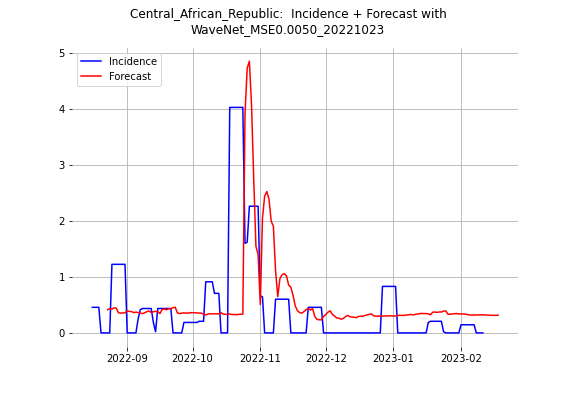 Central_African_Republic:  Incidence + Forecast with
WaveNet_MSE0.0050_20221023
Incidence
Forecast
5
4
3
2
1
0
2022-09 2022-10 2022-11 2022-12 2023-01 2023-02